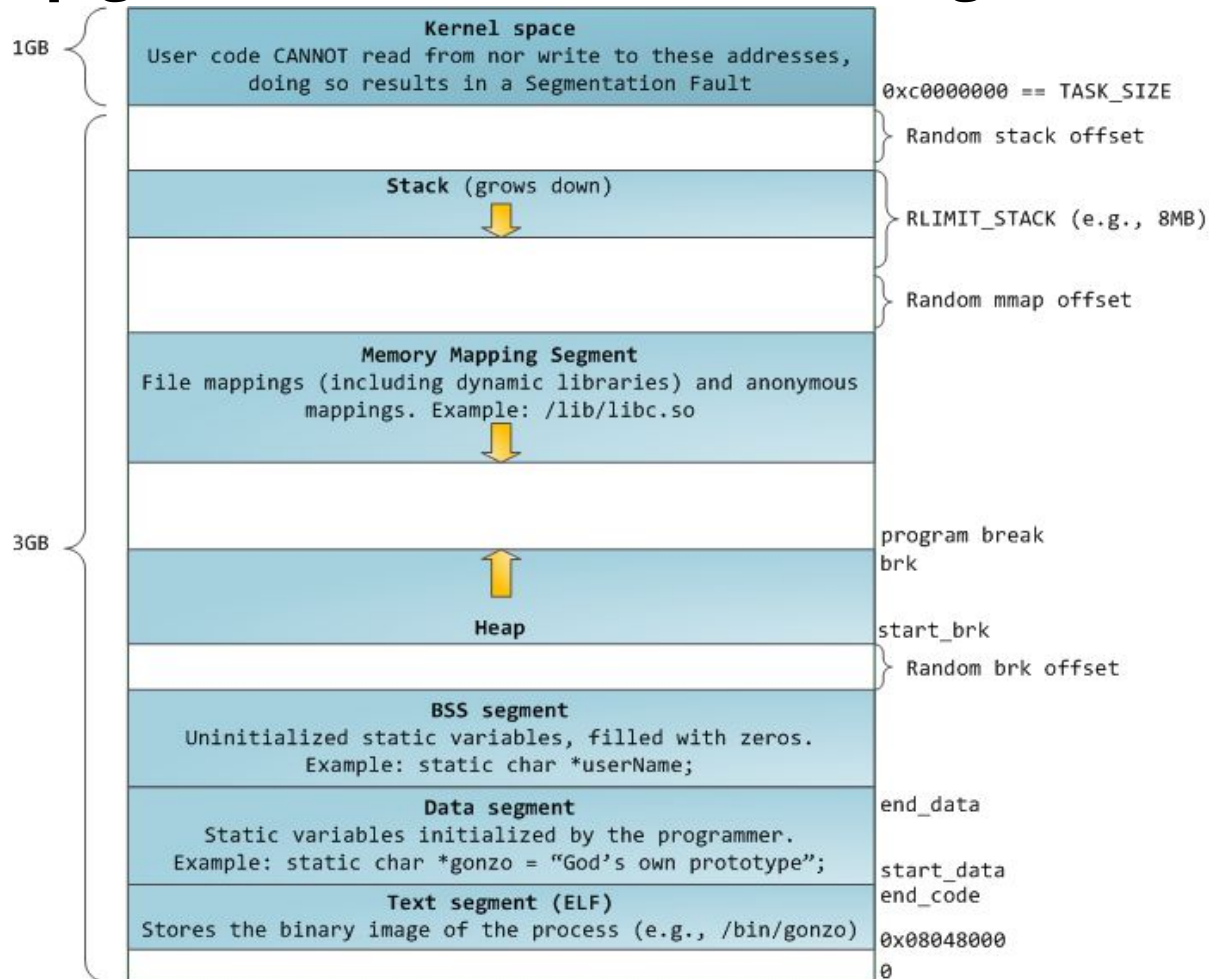 Kernel space
1GB
User code CANNOT read from nor write to these addresses,
doing so results in a Segmentation Fault
0xc0000000 == TASK_SIZE
Random stack offset
Stack (grows down)
RLIMIT_STACK (e.g., 8MB)
Random mmap offset
Memory Mapping Segment
File mappings (including dynamic libraries) and anonymous
mappings. Example: /lib/libc.so
3GB
program break
brk
Heap
start_brk
Random brk offset
BSS segment
Uninitialized static variables, filled with zeros.
Example: static char *userName;
Data segment
end_data
Static variables initialized by the programmer.
Example: static char *gonzo = “God’s own prototype”;
start_data
end_code
Text segment (ELF)
Stores the binary image of the process (e.g., /bin/gonzo)
0x08048000
0